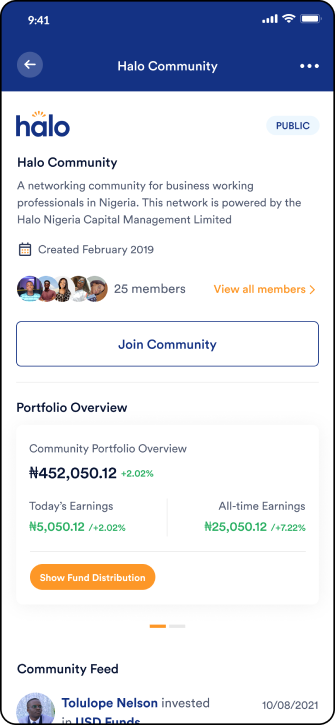 9:41
Halo Community
halo
PUBLIC
Halo Community
A networking community for business working
professionals in Nigeria. This network is powered by the
Halo Nigeria Capital Management Limited
Created February 2019
25 members
View all members
Join Community
Portfolio Overview
Community Portfolio Overview
₦452,050.12 +2.02%
Today's Earnings
All-time Earnings
₦5,050.12 /+2.02%
₦25,050.12 /+7.22%
Show Fund Distribution
Community Feed
Tolulope Nelson invested
10/08/2021
in USD Funds